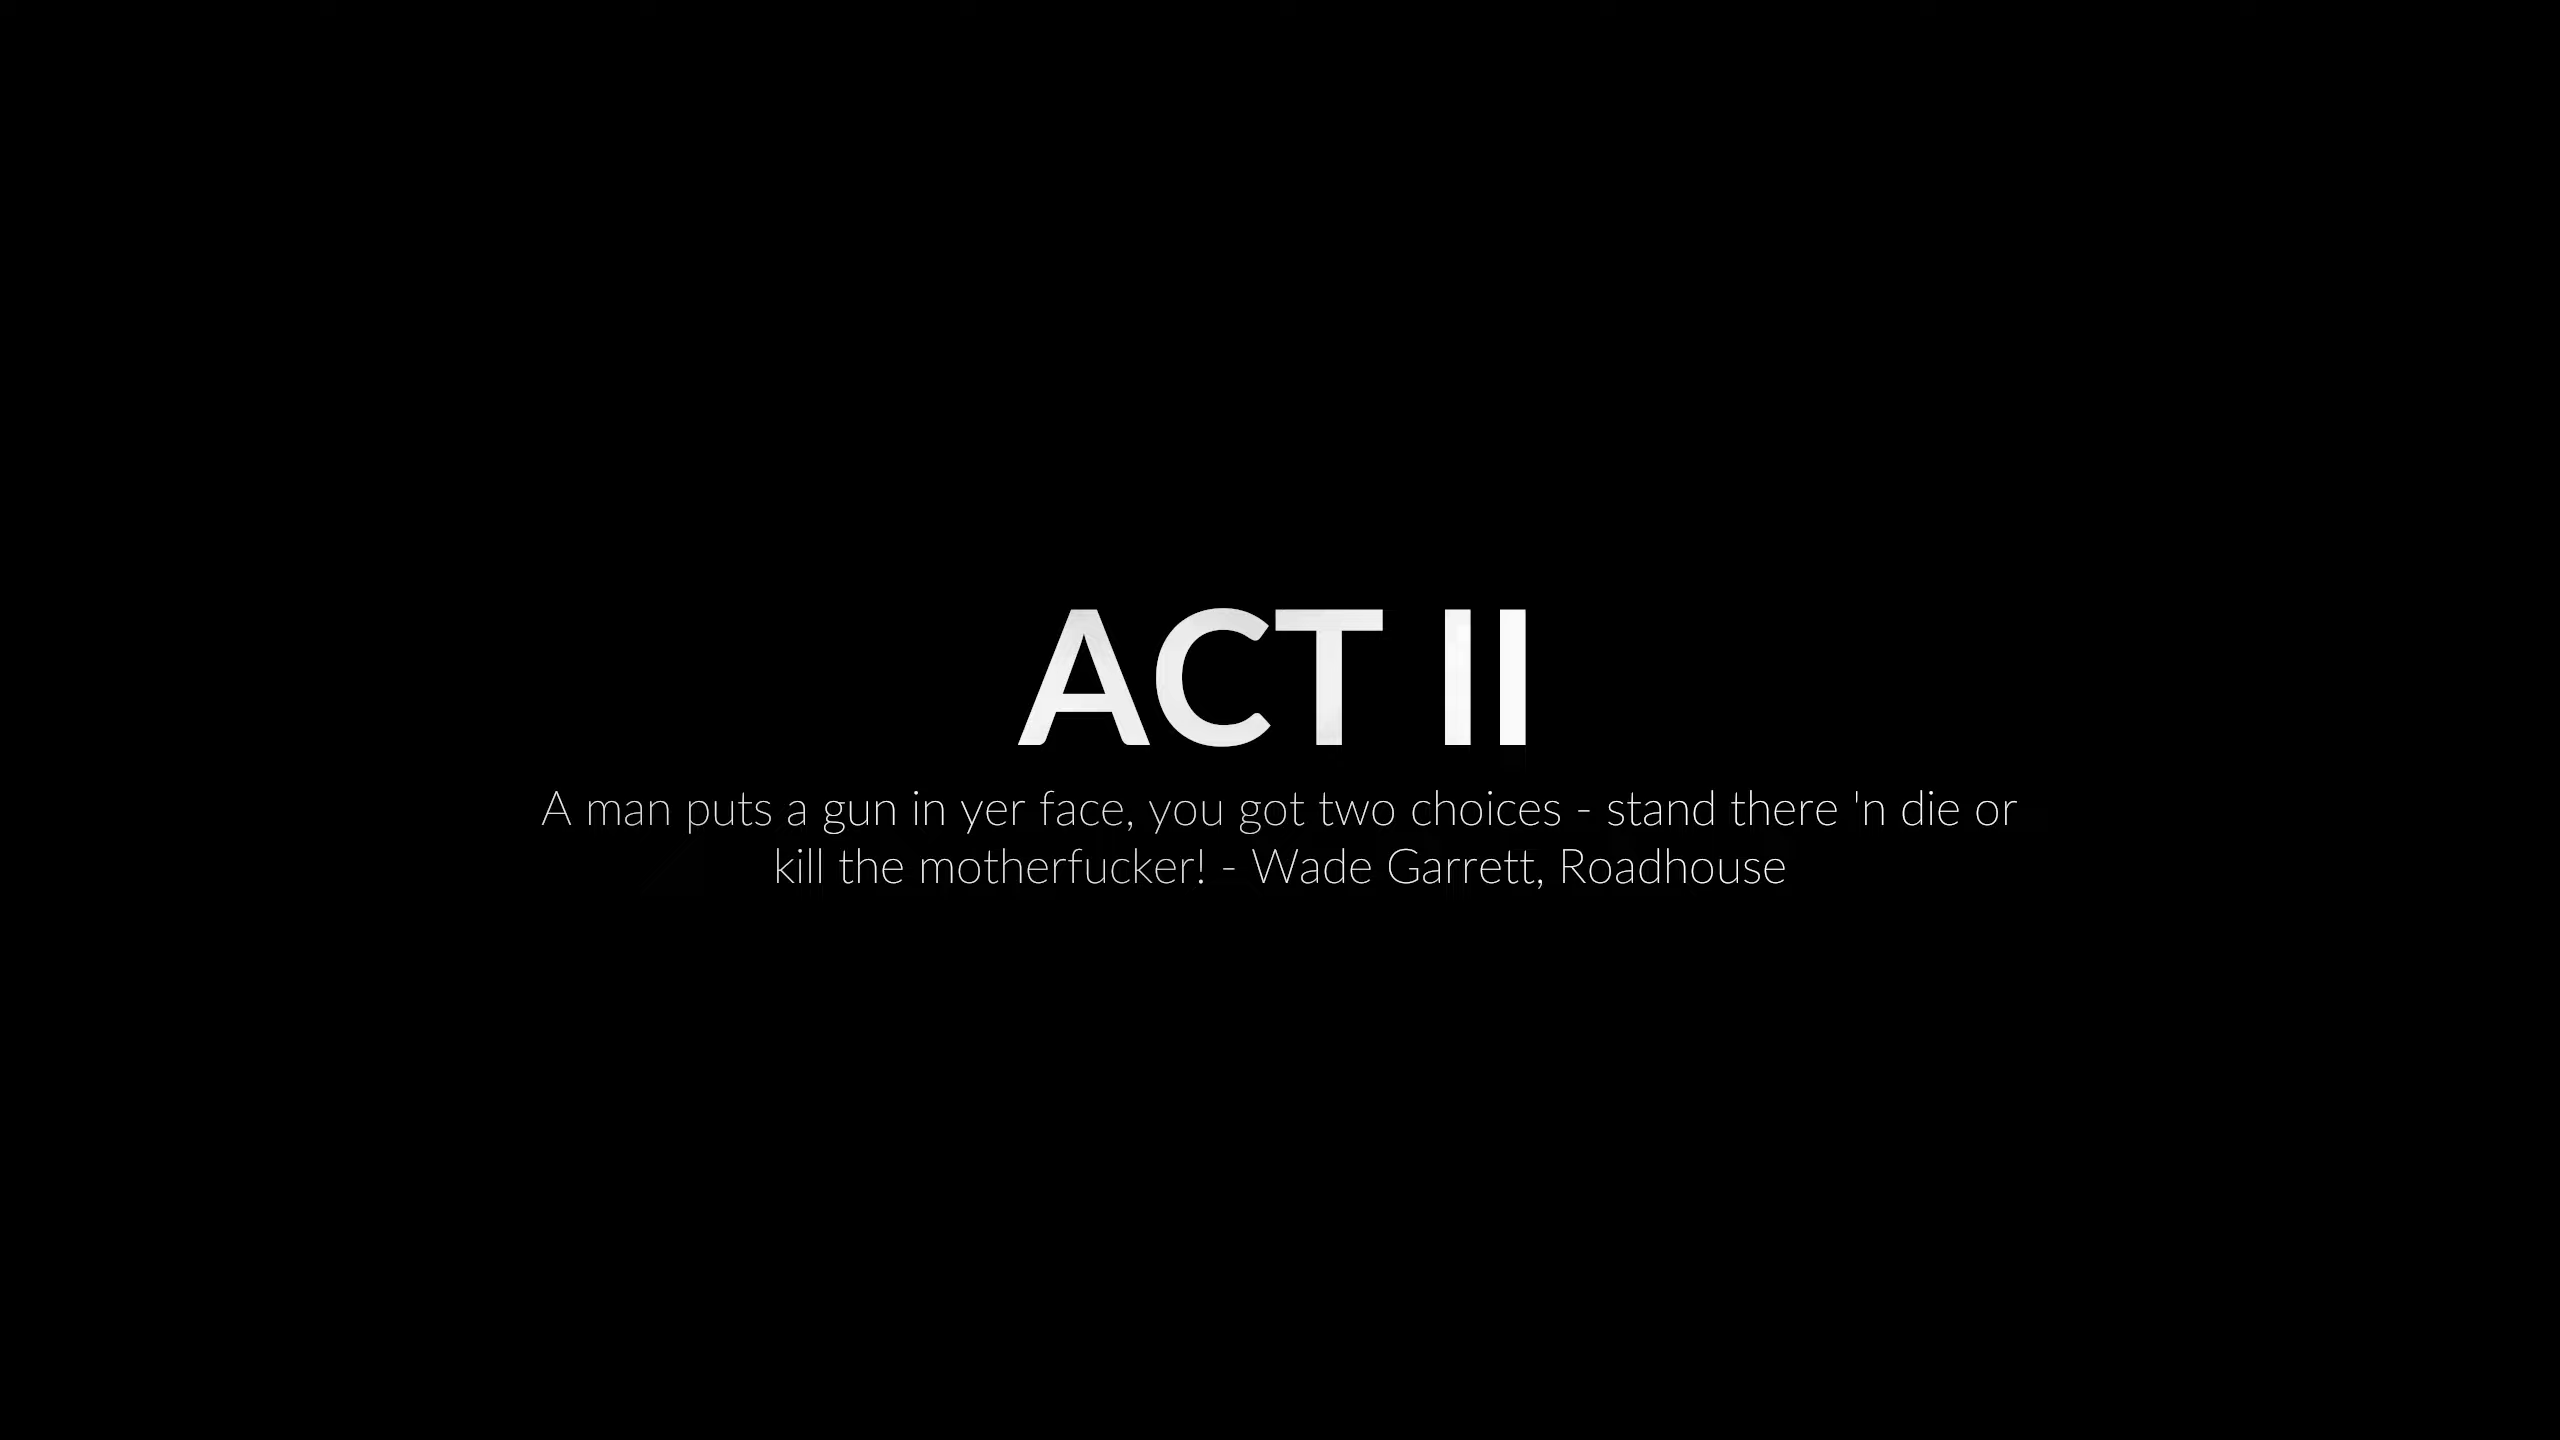 ACT II
A man puts a gun in yer face, you got two choices - stand there 'n die or
kill the motherfucker! - Wade Garrett, Roadhouse